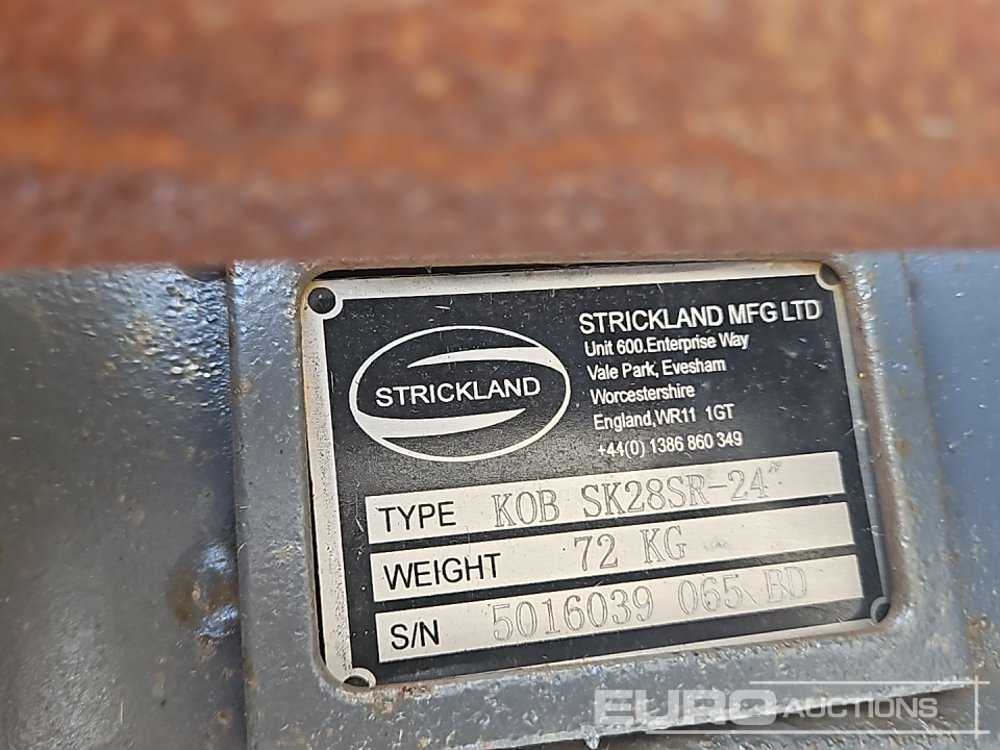 STRICKLAND
STRICKLAND MFG LTD
Unit 600.Enterprise Way
Vale Park, Evesham
Worcestershire
England,WR11 1GT
+44(0) 1386 860 349
TYPE KOB SK28SR-24"
WEIGHT 72 KG
S/N 5016039 065 BD
EURO AUCTIONS